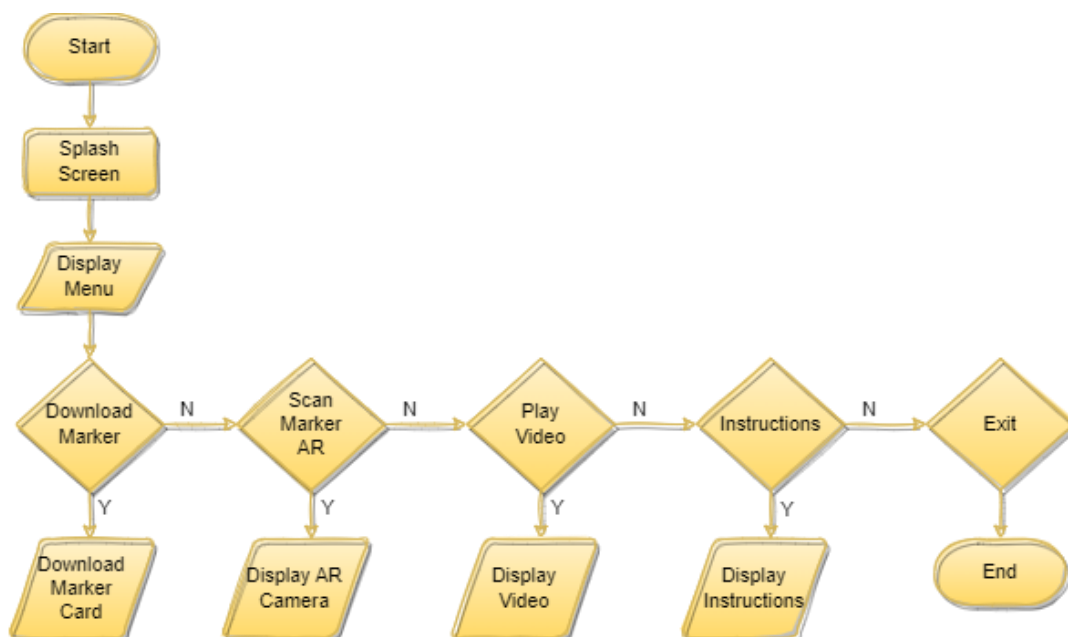 Start
Splash
Screen
Display
Menu
Download
Marker
N
Scan
Marker
AR
N
Play
Video
N
Instructions
N
Exit
Y
Y
Y
Y
Download
Marker
Card
Display AR
Camera
Display
Video
Display
Instructions
End